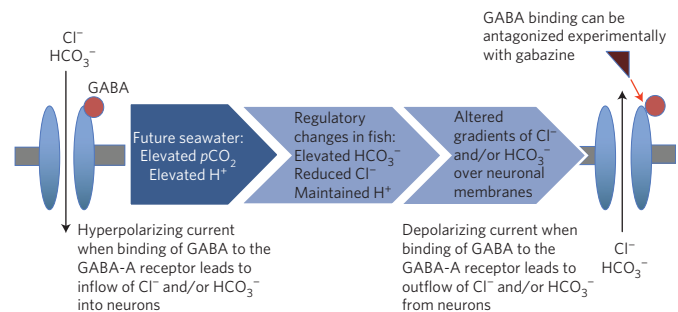 Cl⁻
HCO₃⁻
GABA
Future seawater:
Elevated pCO₂
Elevated H⁺
Regulatory
changes in fish:
Elevated HCO₃⁻
Reduced Cl⁻
Maintained H⁺
Altered
gradients of Cl⁻
and/or HCO₃⁻
over neuronal
membranes
GABA binding can be
antagonized experimentally
with gabazine
Hyperpolarizing current
when binding of GABA to the
GABA-A receptor leads to
inflow of Cl⁻ and/or HCO₃⁻
into neurons
Depolarizing current when
binding of GABA to the
GABA-A receptor leads to
outflow of Cl⁻ and/or HCO₃⁻
from neurons
Cl⁻
HCO₃⁻